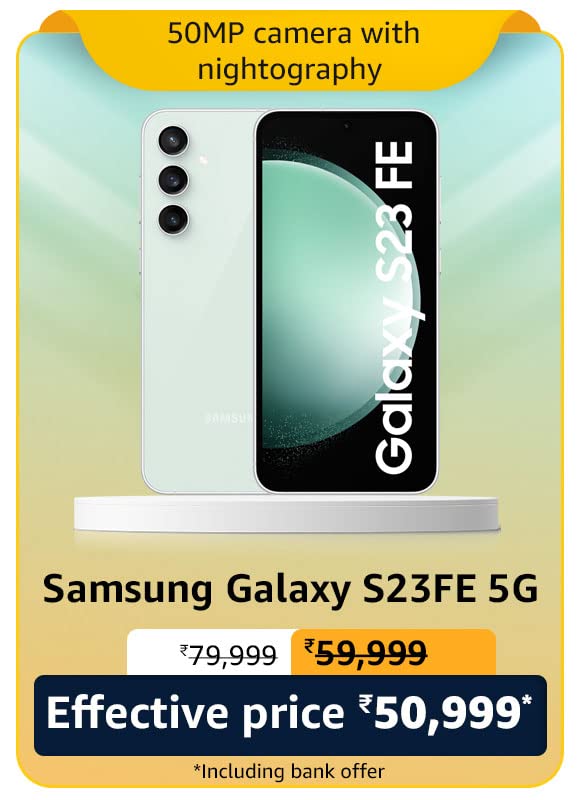 50MP camera with
nightography
Galaxy S23 FE
SAMSUN
Samsung Galaxy S23FE 5G
₹79,999 ₹59,999
Effective price ₹50,999*
*Including bank offer